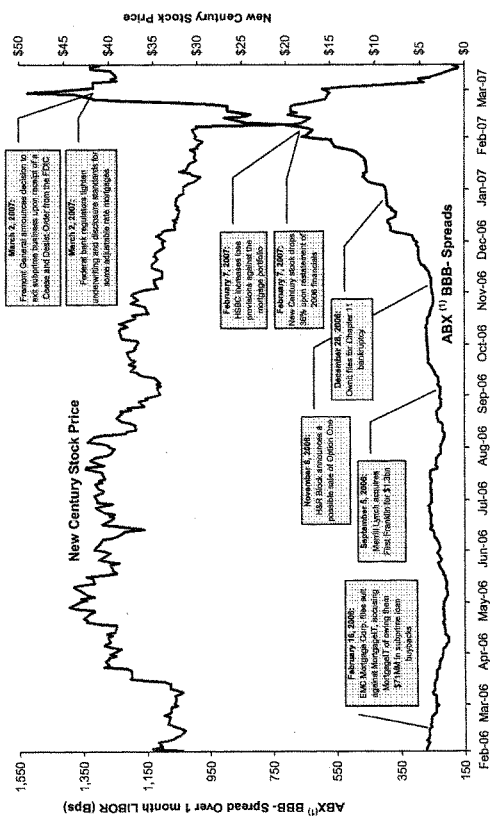 New Century Stock Price
$50
$45
$40
$35
$30
$25
$20
$15
$10
$5
$0
March 2, 2007:
Fremont General announces decision to
exit subprime business upon receipt of a
Cease and Desist Order from the FDIC
March 2, 2007:
Federal bank regulators tighten
underwriting and disclosure standards for
some adjustable rate mortgages
February 7, 2007:
HSBC increases loss
provisions against the
mortgage portfolio
February 7, 2007:
New Century stock drops
36% upon restatement of
2006 financials
December 28, 2006:
Ownit files for Chapter 11
bankruptcy
November 6, 2006:
H&R Block announces a
possible sale of Option One
September 5, 2006:
Merrill Lynch acquires
First Franklin for $1.3bn
February 16, 2006:
EMC Mortgage Corp. files suit
against MortgageIT, accusing
MortgageIT of owing them
$71MM in subprime loan
buybacks
New Century Stock Price
ABX (1) BBB- Spreads
1,550
1,350
1,150
950
750
550
350
150
ABX(1) BBB- Spread Over 1 month LIBOR (Bps)
Feb-06
Mar-06
Apr-06
May-06
Jun-06
Jul-06
Aug-06
Sep-06
Oct-06
Nov-06
Dec-06
Jan-07
Feb-07
Mar-07